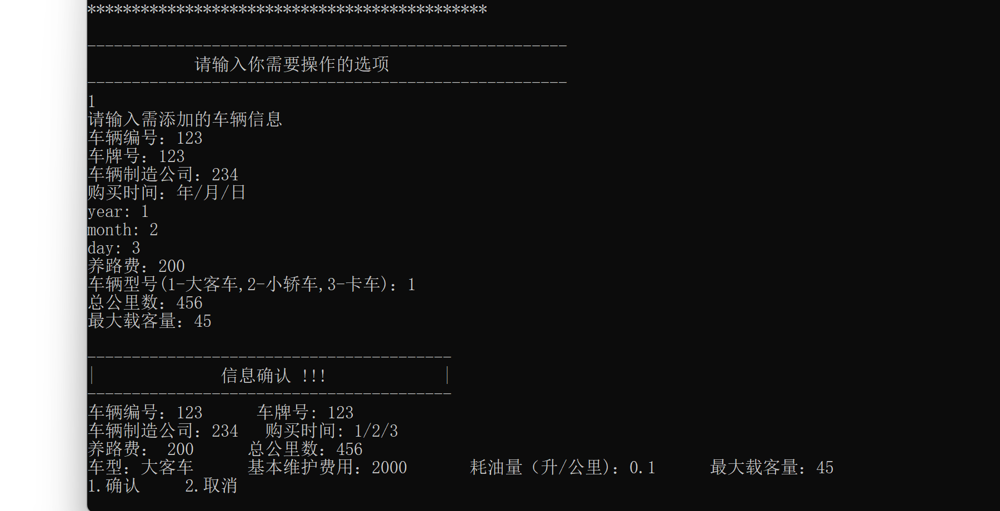 *********************************************
------------------------------------------------------
请输入你需要操作的选项
------------------------------------------------------
1
请输入需添加的车辆信息
车辆编号：123
车牌号：123
车辆制造公司：234
购买时间：年/月/日
year: 1
month: 2
day: 3
养路费：200
车辆型号(1-大客车,2-小轿车,3-卡车)：1
总公里数：456
最大载客量：45
-----------------------------------------
| 信息确认 !!! |
-----------------------------------------
车辆编号：123 车牌号: 123
车辆制造公司：234 购买时间: 1/2/3
养路费： 200 总公里数：456
车型：大客车 基本维护费用：2000 耗油量（升/公里)：0.1 最大载客量：45
1.确认 2.取消